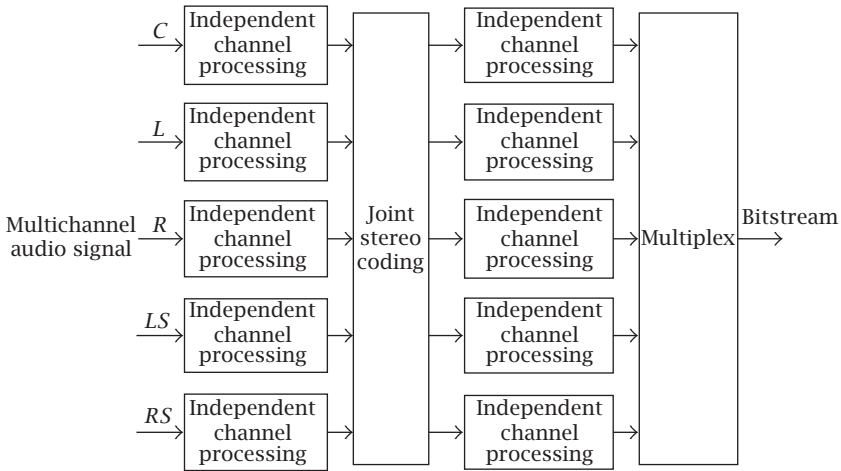 C
Independent
channel
processing
Independent
channel
processing
L
Independent
channel
processing
Independent
channel
processing
Multichannel
audio signal
R
Independent
channel
processing
Joint
stereo
coding
Independent
channel
processing
Multiplex
Bitstream
LS
Independent
channel
processing
Independent
channel
processing
RS
Independent
channel
processing
Independent
channel
processing